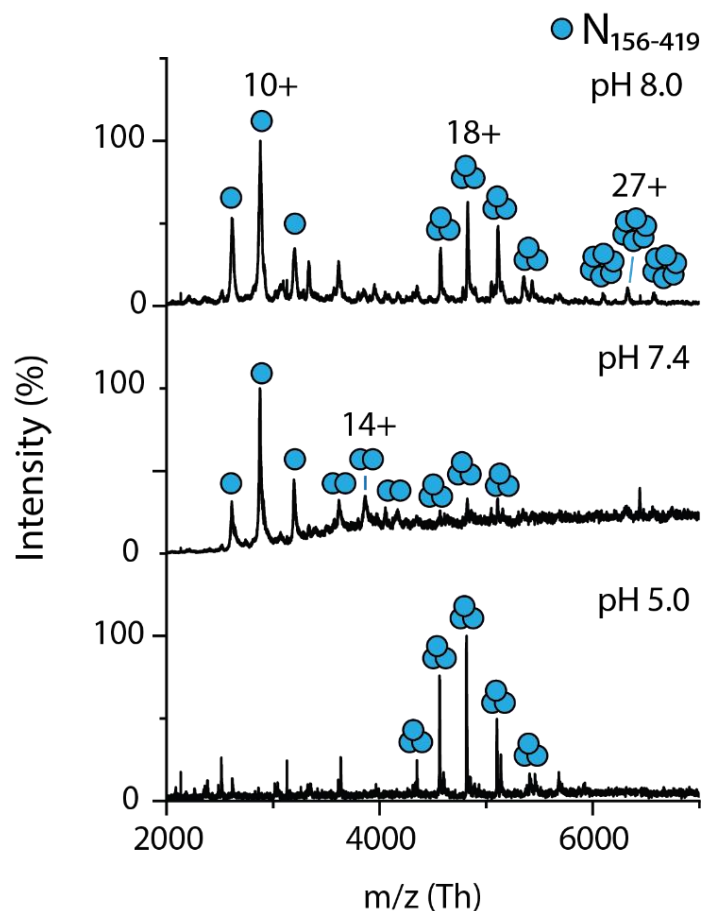 N156-419
pH 8.0
10+
18+
27+
100
0
pH 7.4
14+
100
0
pH 5.0
100
0
Intensity (%)
2000
4000
6000
m/z (Th)